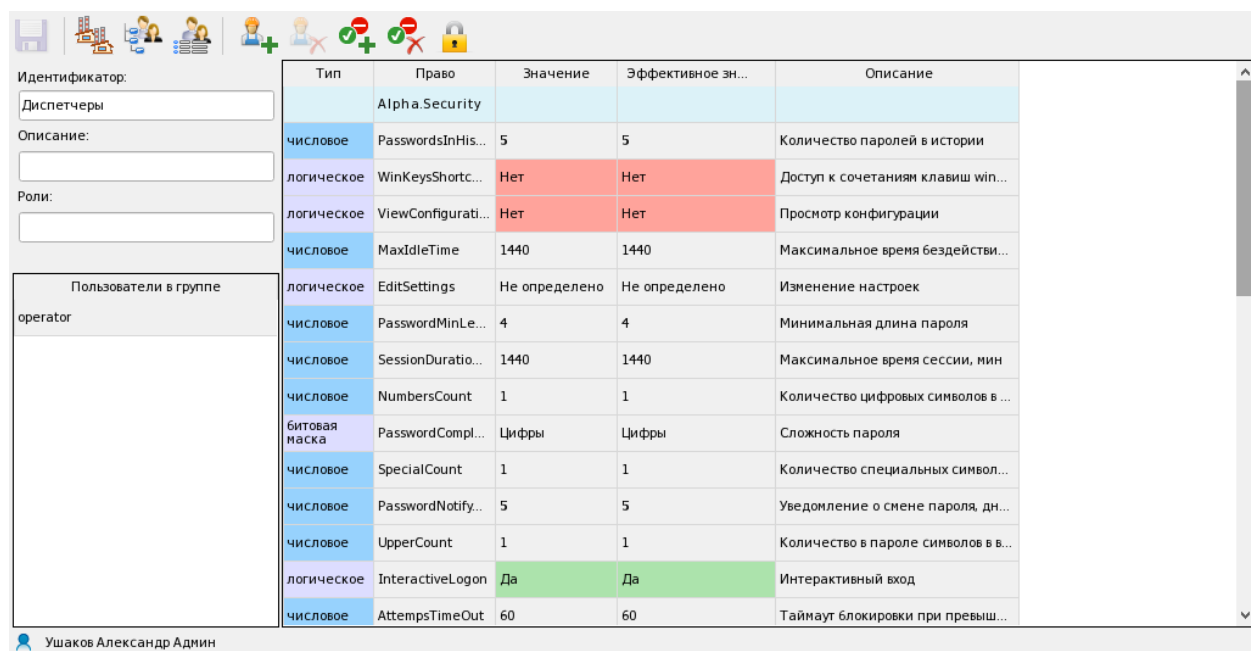 Идентификатор:
Диспетчеры
Описание:
Роли:
Пользователи в группе
operator
Тип Право Значение Эффективное зн... Описание
Alpha.Security
числовое PasswordsInHis... 5 5 Количество паролей в истории
логическое WinKeysShortc... Нет Нет Доступ к сочетаниям клавиш win...
логическое ViewConfigurati... Нет Нет Просмотр конфигурации
числовое MaxIdleTime 1440 1440 Максимальное время бездействи...
логическое EditSettings Не определено Не определено Изменение настроек
числовое PasswordMinLe... 4 4 Минимальная длина пароля
числовое SessionDuratio... 1440 1440 Максимальное время сессии, мин
числовое NumbersCount 1 1 Количество цифровых символов в ...
битовая
маска PasswordCompl... Цифры Цифры Сложность пароля
числовое SpecialCount 1 1 Количество специальных символ...
числовое PasswordNotify... 5 5 Уведомление о смене пароля, дн...
числовое UpperCount 1 1 Количество в пароле символов в в...
логическое InteractiveLogon Да Да Интерактивный вход
числовое AttempsTimeOut 60 60 Таймаут блокировки при превыш...
Ушаков Александр Админ